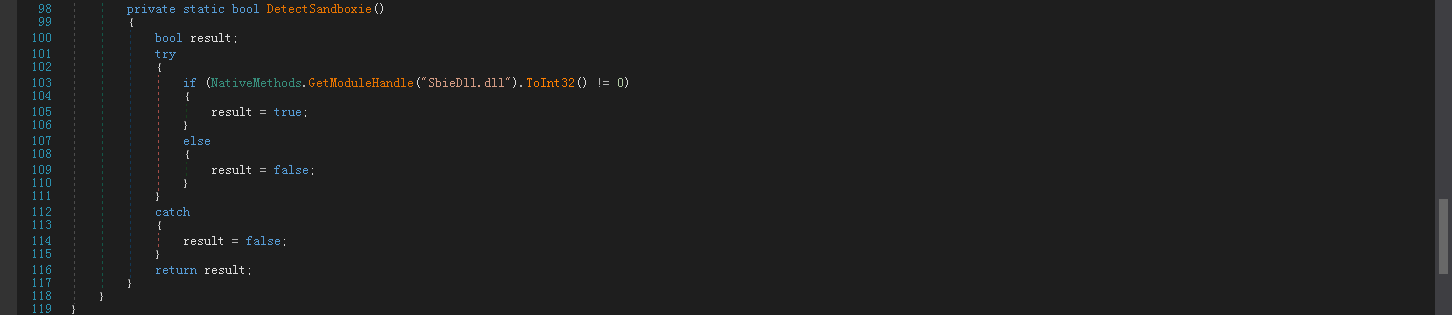 98 private static bool DetectSandboxie()
99 {
100 bool result;
101 try
102 {
103 if (NativeMethods.GetModuleHandle("SbieDll.dll").ToInt32() != 0)
104 {
105 result = true;
106 }
107 else
108 {
109 result = false;
110 }
111 }
112 catch
113 {
114 result = false;
115 }
116 return result;
117 }
118 }
119 }